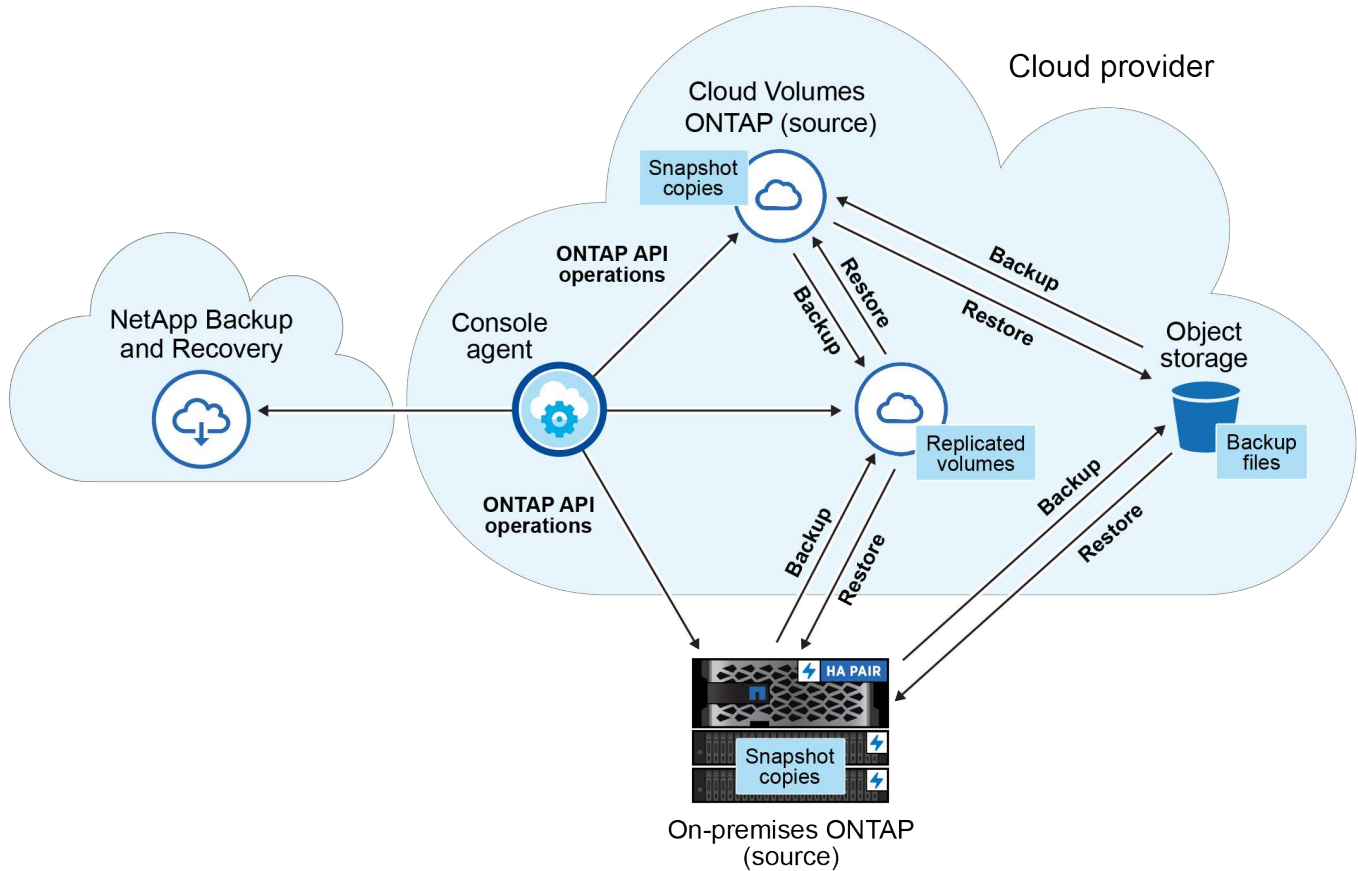 Cloud provider
Cloud Volumes
ONTAP (source)
Snapshot
copies
ONTAP API
operations
Backup
Restore
Restore
Backup
NetApp Backup
and Recovery
Console
agent
Object
storage
Replicated
volumes
Backup
files
ONTAP API
operations
Backup
Restore
Backup
Restore
HA PAIR
Snapshot
copies
On-premises ONTAP
(source)